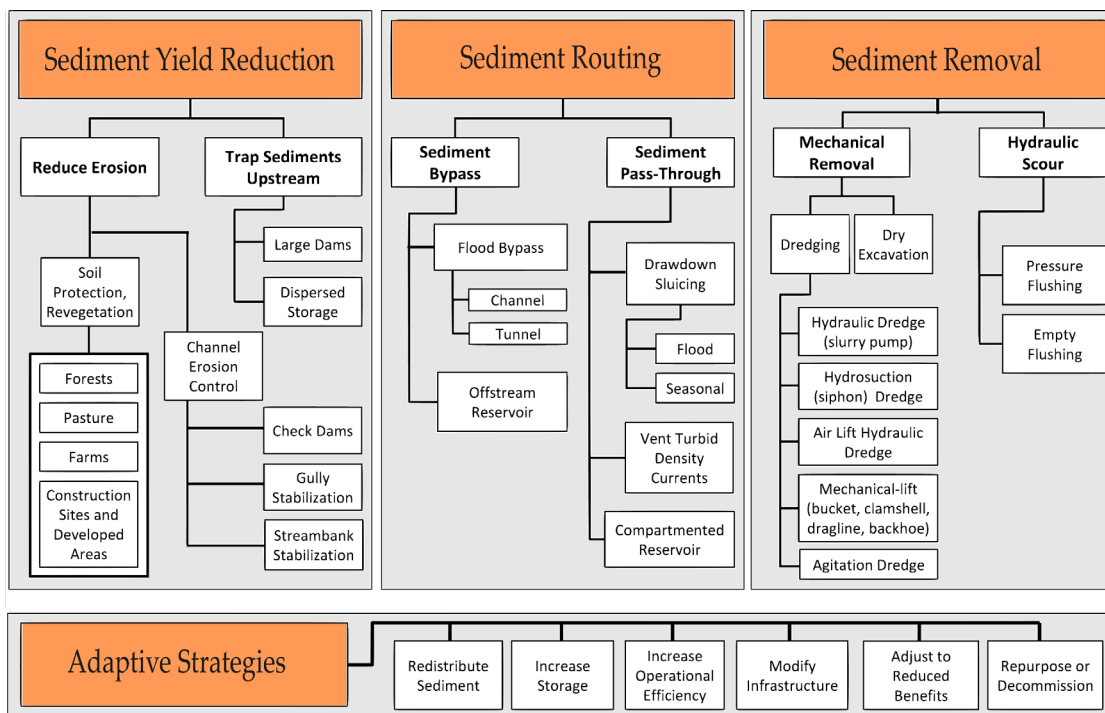 Sediment Yield Reduction
Reduce Erosion
Trap Sediments
Upstream
Large Dams
Dispersed
Storage
Soil
Protection,
Revegetation
Forests
Pasture
Farms
Construction
Sites and
Developed
Areas
Channel
Erosion
Control
Check Dams
Gully
Stabilization
Streambank
Stabilization
Sediment Routing
Sediment
Bypass
Flood Bypass
Channel
Tunnel
Offstream
Reservoir
Sediment
Pass-Through
Drawdown
Sluicing
Flood
Seasonal
Vent Turbid
Density
Currents
Compartmented
Reservoir
Sediment Removal
Mechanical
Removal
Dredging
Dry
Excavation
Hydraulic Dredge
(slurry pump)
Hydrosuction
(siphon) Dredge
Air Lift Hydraulic
Dredge
Mechanical-lift
(bucket, clamshell,
dragline, backhoe)
Agitation Dredge
Hydraulic
Scour
Pressure
Flushing
Empty
Flushing
Adaptive Strategies
Redistribute
Sediment
Increase
Storage
Increase
Operational
Efficiency
Modify
Infrastructure
Adjust to
Reduced
Benefits
Repurpose or
Decommission